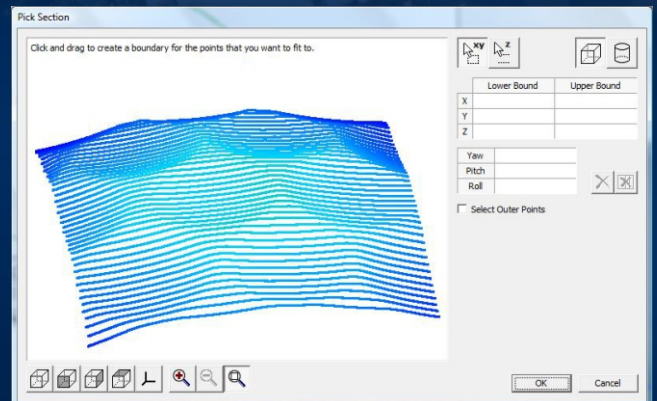 Pick Section
Click and drag to create a boundary for the points that you want to fit to.
xy
z
Lower Bound Upper Bound
X
Y
Z
Yaw
Pitch
Roll
Select Outer Points
OK Cancel